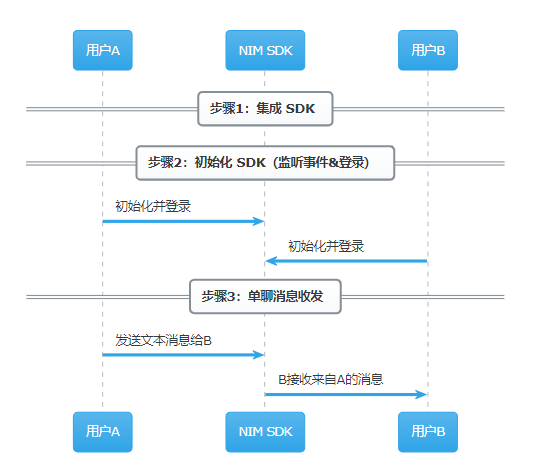 用户A
NIM SDK
用户B
步骤1：集成 SDK
步骤2：初始化 SDK（监听事件&登录）
初始化并登录
初始化并登录
步骤3：单聊消息收发
发送文本消息给B
B接收来自A的消息
用户A
NIM SDK
用户B